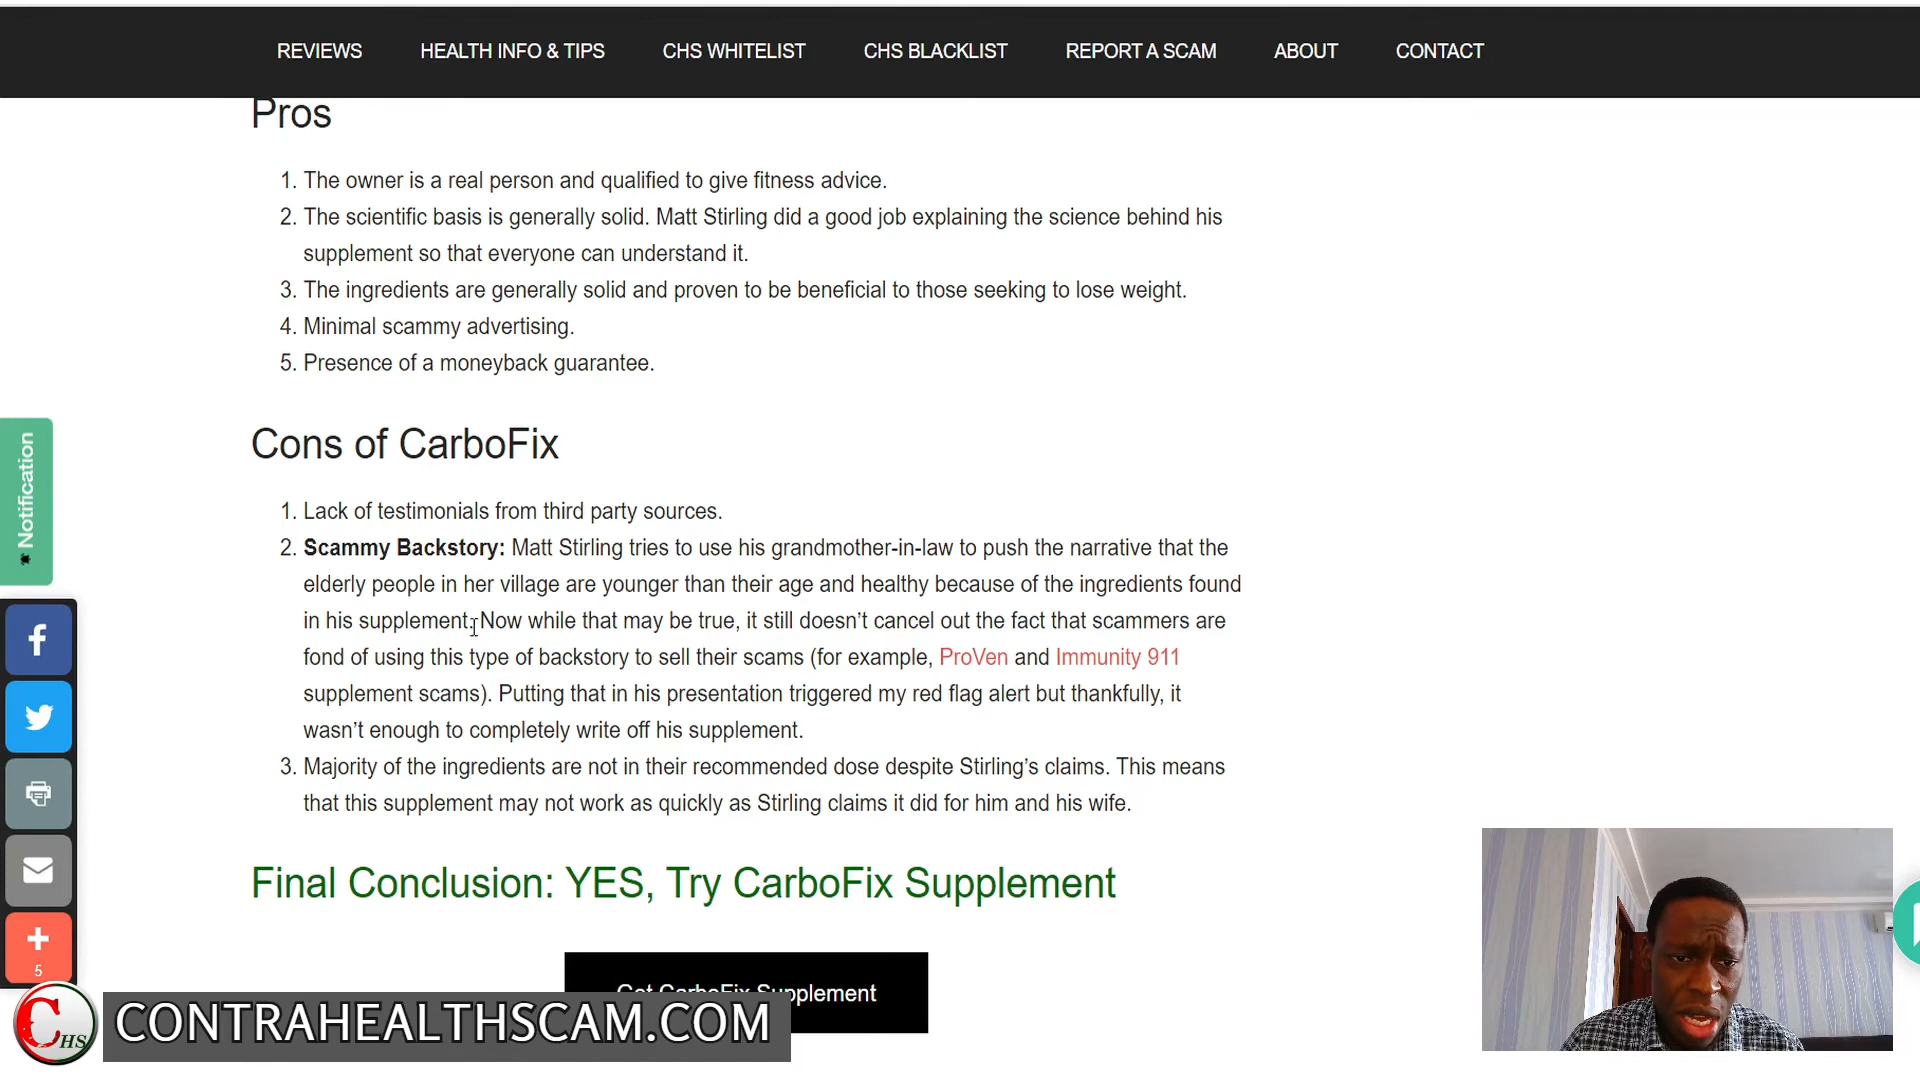 REVIEWS HEALTH INFO & TIPS CHS WHITELIST CHS BLACKLIST REPORT A SCAM ABOUT CONTACT
Pros
1. The owner is a real person and qualified to give fitness advice.
2. The scientific basis is generally solid. Matt Stirling did a good job explaining the science behind his
supplement so that everyone can understand it.
3. The ingredients are generally solid and proven to be beneficial to those seeking to lose weight.
4. Minimal scammy advertising.
5. Presence of a moneyback guarantee.
Notification
Cons of CarboFix
1. Lack of testimonials from third party sources.
2. Scammy Backstory: Matt Stirling tries to use his grandmother-in-law to push the narrative that the
elderly people in her village are younger than their age and healthy because of the ingredients found
in his supplement. Now while that may be true, it still doesn’t cancel out the fact that scammers are
fond of using this type of backstory to sell their scams (for example, ProVen and Immunity 911
supplement scams). Putting that in his presentation triggered my red flag alert but thankfully, it
wasn’t enough to completely write off his supplement.
3. Majority of the ingredients are not in their recommended dose despite Stirling’s claims. This means
that this supplement may not work as quickly as Stirling claims it did for him and his wife.
Final Conclusion: YES, Try CarboFix Supplement
5
Get CarboFix Supplement
CHS
CONTRAHEALTHSCAM.COM